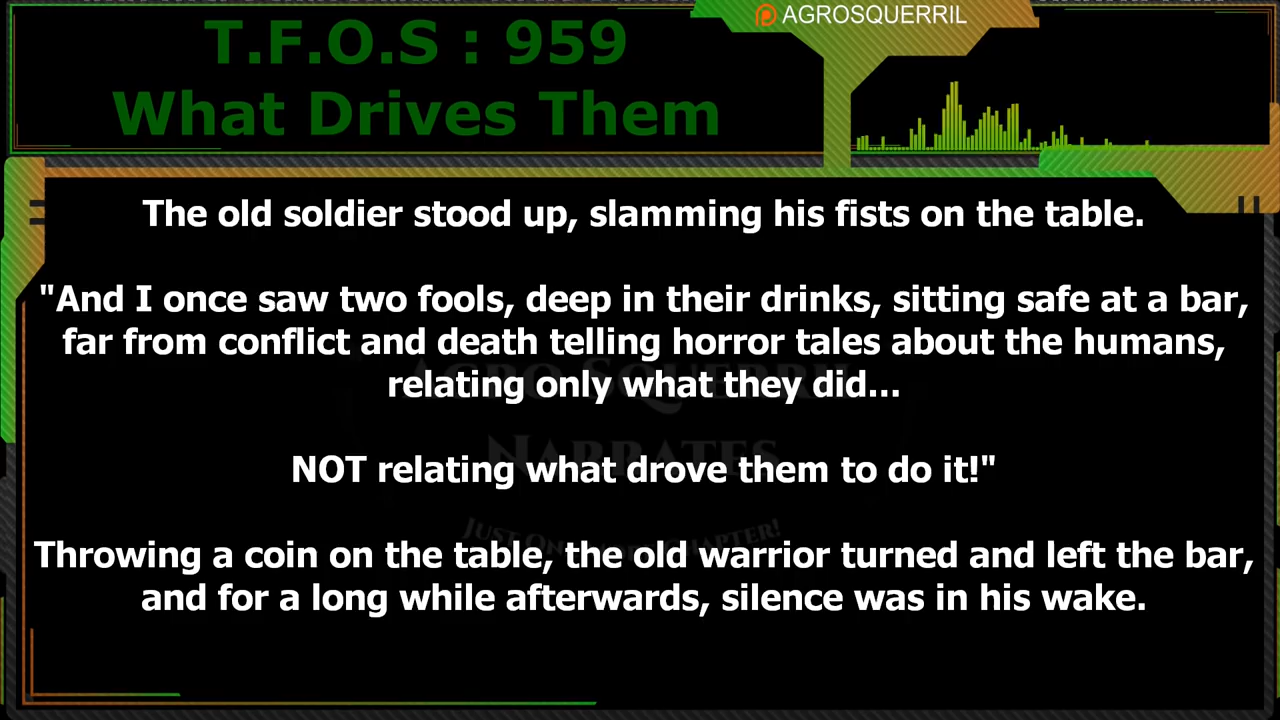 AGROSQUERRIL
T.F.O.S : 959
What Drives Them
The old soldier stood up, slamming his fists on the table.
"And I once saw two fools, deep in their drinks, sitting safe at a bar,
far from conflict and death telling horror tales about the humans,
relating only what they did...
NOT relating what drove them to do it!"
Throwing a coin on the table, the old warrior turned and left the bar,
and for a long while afterwards, silence was in his wake.